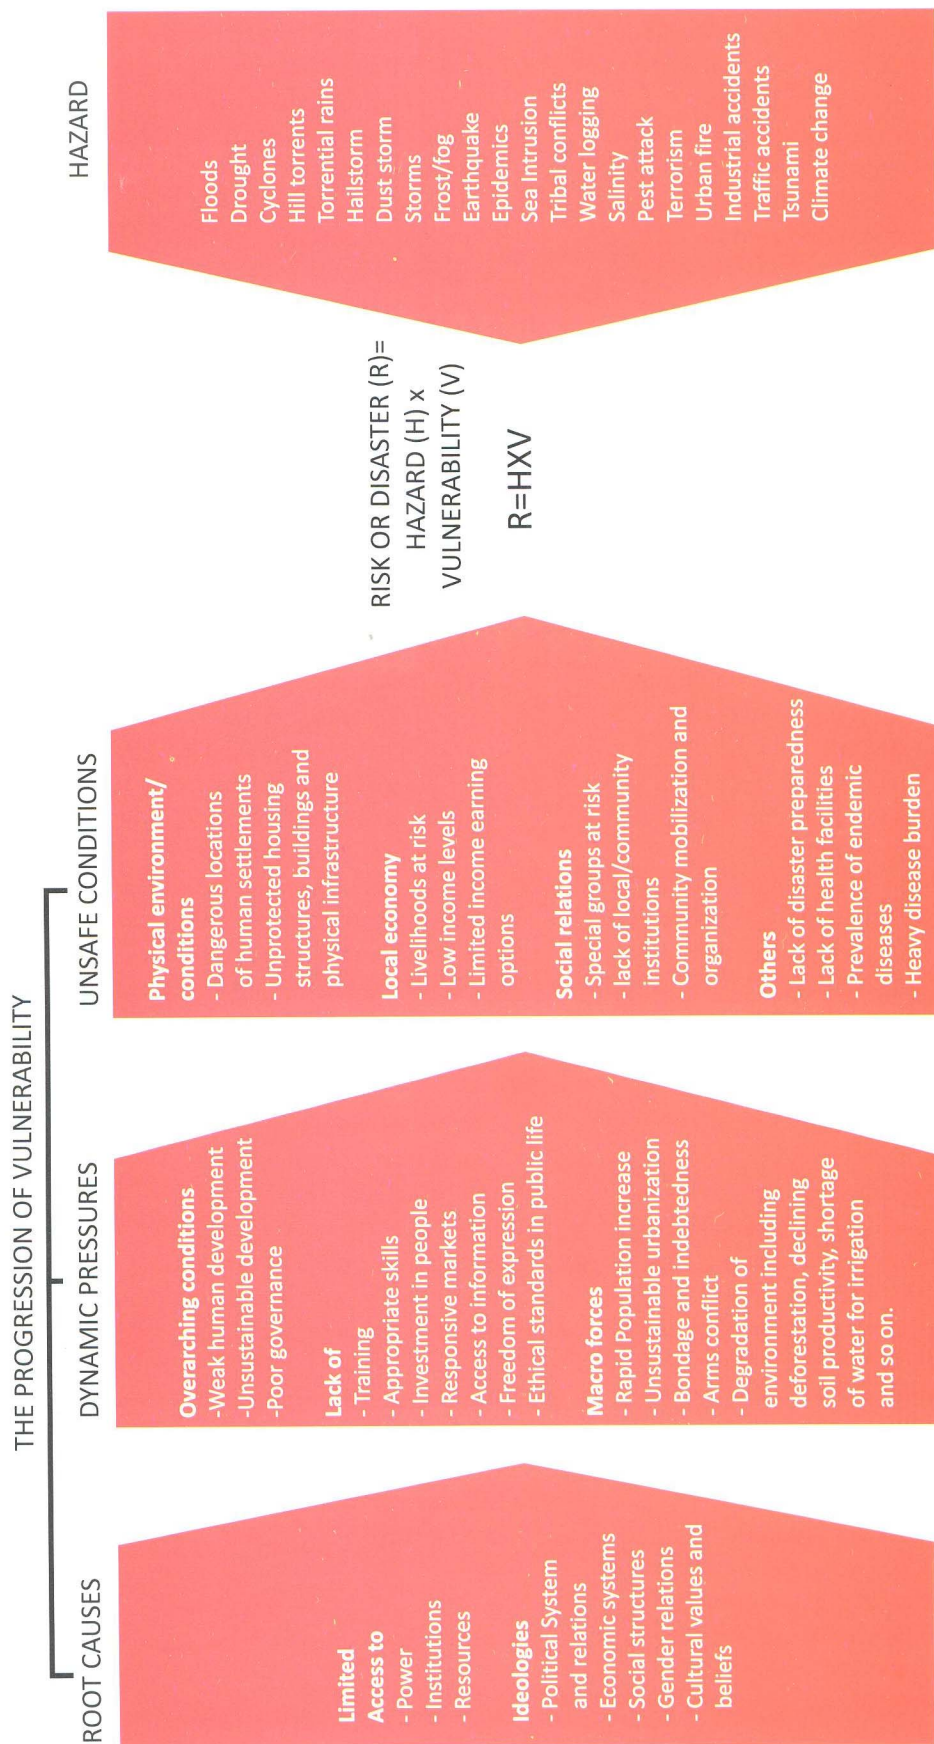 THE PROGRESSION OF VULNERABILITY
ROOT CAUSES
Limited
Access to
- Power
- Institutions
- Resources
Ideologies
- Political System
and relations
- Economic systems
- Social structures
- Gender relations
- Cultural values and
beliefs
DYNAMIC PRESSURES
Overarching conditions
-Weak human development
-Unsustainable development
-Poor governance
Lack of
- Training
- Appropriate skills
- Investment in people
- Responsive markets
- Access to information
- Freedom of expression
- Ethical standards in public life
Macro forces
- Rapid Population increase
- Unsustainable urbanization
- Bondage and indebtedness
- Arms conflict
- Degradation of
environment including
deforestation, declining
soil productivity, shortage
of water for irrigation
and so on.
UNSAFE CONDITIONS
Physical environment/
conditions
- Dangerous locations
of human settlements
- Unprotected housing
structures, buildings and
physical infrastructure
Local economy
- Livelihoods at risk
- Low income levels
- Limited income earning
options
Social relations
- Special groups at risk
- lack of local/community
institutions
- Community mobilization and
organization
Others
- Lack of disaster preparedness
- Lack of health facilities
- Prevalence of endemic
diseases
- Heavy disease burden
RISK OR DISASTER (R)=
HAZARD (H) x
VULNERABILITY (V)
R=HXV
HAZARD
Floods
Drought
Cyclones
Hill torrents
Torrential rains
Hailstorm
Dust storm
Storms
Frost/fog
Earthquake
Epidemics
Sea Intrusion
Tribal conflicts
Water logging
Salinity
Pest attack
Terrorism
Urban fire
Industrial accidents
Traffic accidents
Tsunami
Climate change